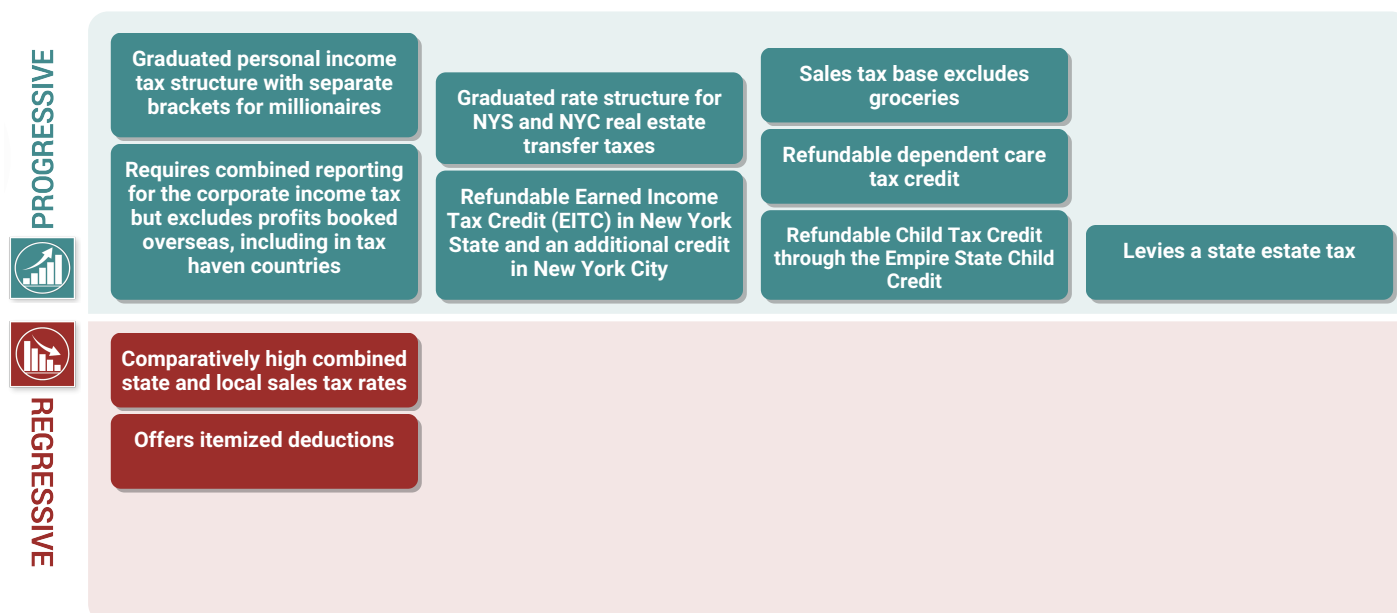 PROGRESSIVE
Graduated personal income
tax structure with separate
brackets for millionaires
Requires combined reporting
for the corporate income tax
but excludes profits booked
overseas, including in tax
haven countries
Graduated rate structure for
NYS and NYC real estate
transfer taxes
Refundable Earned Income
Tax Credit (EITC) in New York
State and an additional credit
in New York City
Sales tax base excludes
groceries
Refundable dependent care
tax credit
Refundable Child Tax Credit
through the Empire State Child
Credit
Levies a state estate tax
REGRESSIVE
Comparatively high combined
state and local sales tax rates
Offers itemized deductions